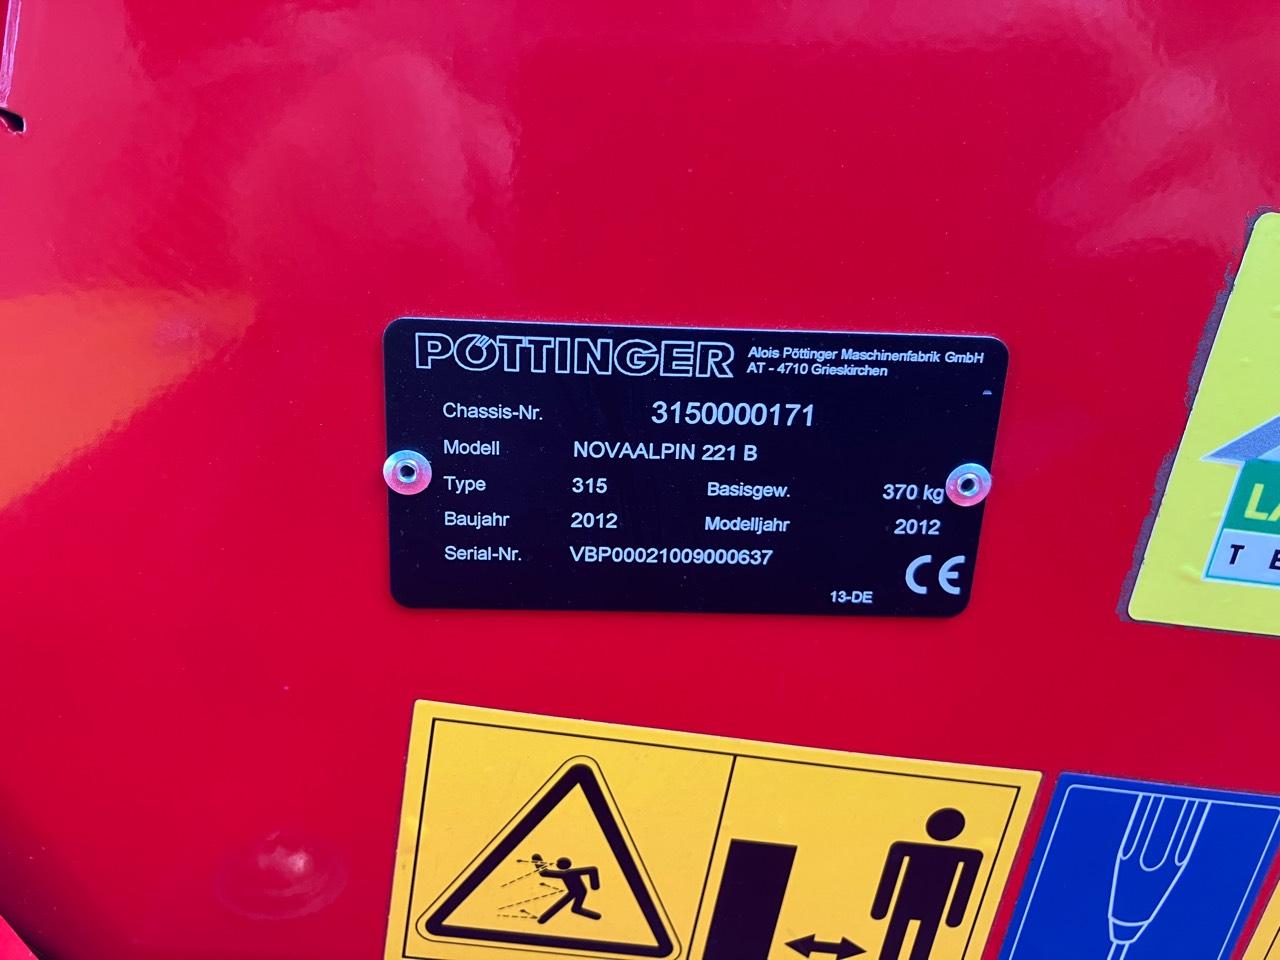 PÖTTINGER
Alois Pöttinger Maschinenfabrik GmbH
AT - 4710 Grieskirchen
Chassis-Nr. 3150000171
Modell NOVAALPIN 221 B
Type 315 Basisgew. 370 kg
Baujahr 2012 Modelljahr 2012
Serial-Nr. VBP00021009000637
CE
13-DE